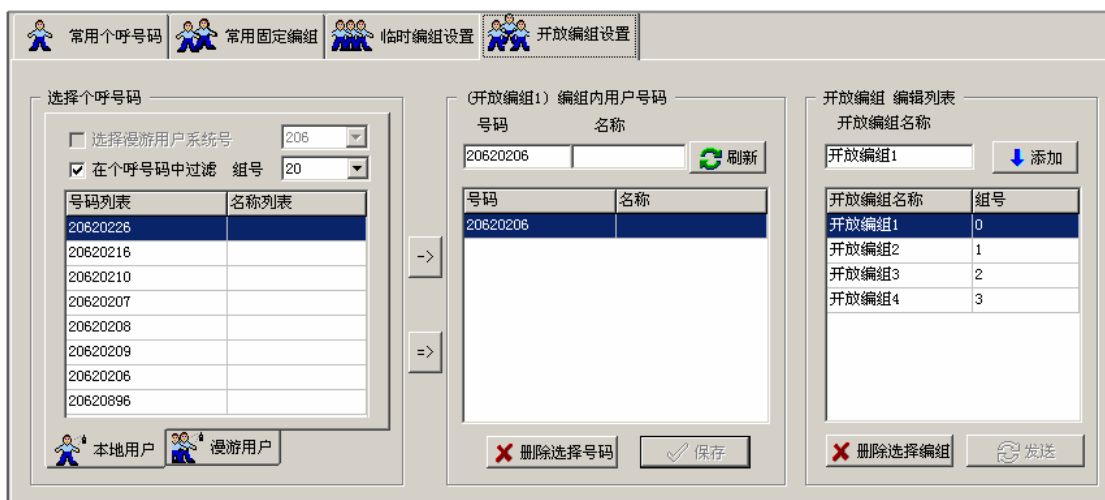 常用个呼号码 常用固定编组 临时编组设置 开放编组设置
选择个呼号码
选择漫游用户系统号 206
在个呼号码中过滤 组号 20
号码列表 名称列表
20620226
20620216
20620210
20620207
20620208
20620209
20620206
20620896
本地用户 漫游用户
->
=>
(开放编组1) 编组内用户号码
号码 名称
20620206 刷新
号码 名称
20620206
删除选择号码 保存
开放编组 编辑列表
开放编组名称
开放编组1 添加
开放编组名称 组号
开放编组1 0
开放编组2 1
开放编组3 2
开放编组4 3
删除选择编组 发送